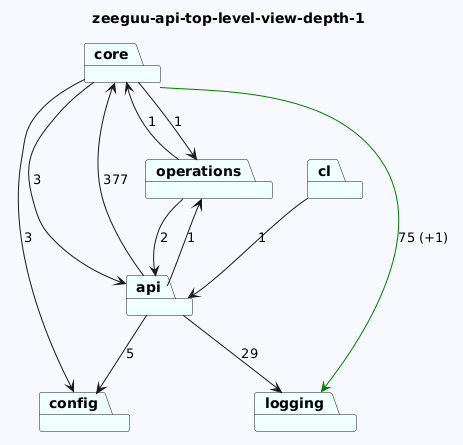 zeeguu-api-top-level-view-depth-1
core
1
1
operations
cl
3
377
3
2
1
1
75 (+1)
api
5
29
config
logging